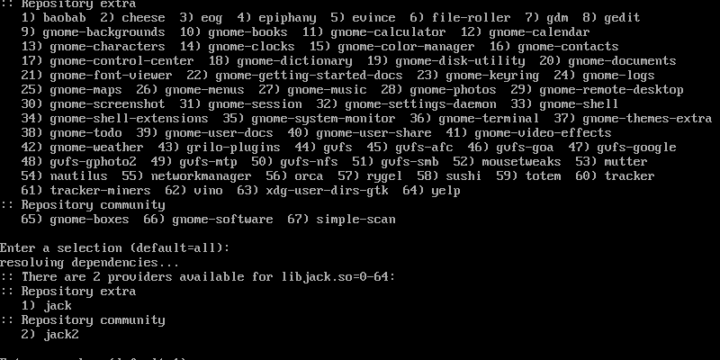 :: Repository extra
1) baobab 2) cheese 3) eog 4) epiphany 5) evince 6) file-roller 7) gdm 8) gedit
9) gnome-backgrounds 10) gnome-books 11) gnome-calculator 12) gnome-calendar
13) gnome-characters 14) gnome-clocks 15) gnome-color-manager 16) gnome-contacts
17) gnome-control-center 18) gnome-dictionary 19) gnome-disk-utility 20) gnome-documents
21) gnome-font-viewer 22) gnome-getting-started-docs 23) gnome-keyring 24) gnome-logs
25) gnome-maps 26) gnome-menus 27) gnome-music 28) gnome-photos 29) gnome-remote-desktop
30) gnome-screenshot 31) gnome-session 32) gnome-settings-daemon 33) gnome-shell
34) gnome-shell-extensions 35) gnome-system-monitor 36) gnome-terminal 37) gnome-themes-extra
38) gnome-todo 39) gnome-user-docs 40) gnome-user-share 41) gnome-video-effects
42) gnome-weather 43) grilo-plugins 44) gvfs 45) gvfs-afc 46) gvfs-goa 47) gvfs-google
48) gvfs-gphoto2 49) gvfs-mtp 50) gvfs-nfs 51) gvfs-smb 52) mousetweaks 53) mutter
54) nautilus 55) networkmanager 56) orca 57) rygel 58) sushi 59) totem 60) tracker
61) tracker-miners 62) vino 63) xdg-user-dirs-gtk 64) yelp
:: Repository community
65) gnome-boxes 66) gnome-software 67) simple-scan
Enter a selection (default=all):
resolving dependencies...
:: There are 2 providers available for libjack.so=0-64:
:: Repository extra
1) jack
:: Repository community
2) jack2